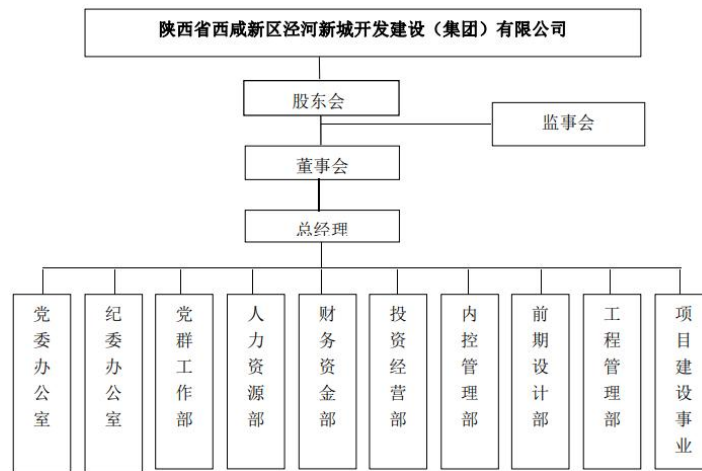 陕西省西咸新区泾河新城开发建设（集团）有限公司
股东会
监事会
董事会
总经理
党委办公室
纪委办公室
党群工作部
人力资源部
财务资金部
投资经营部
内控管理部
前期设计部
工程管理部
项目建设事业